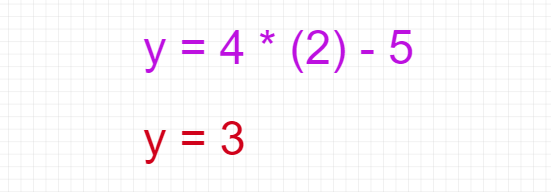 y = 4 * (2) - 5
y = 3